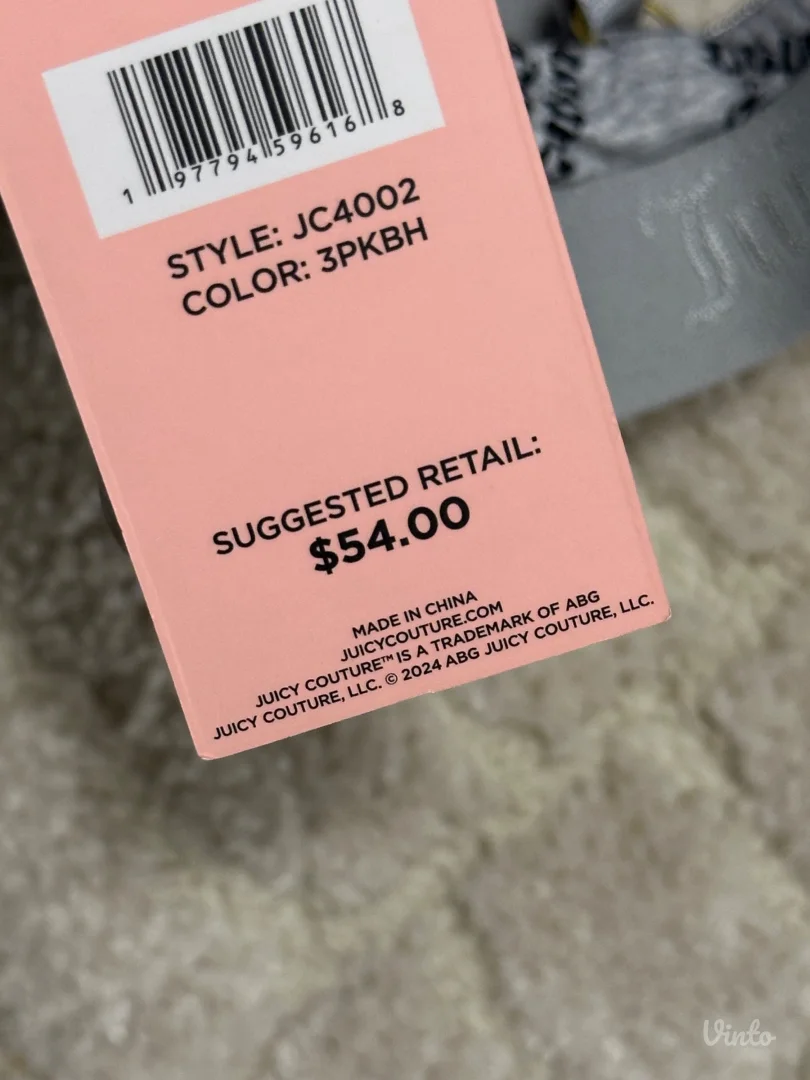 1 97794 59616 8
STYLE: JC4002
COLOR: 3PKBH
SUGGESTED RETAIL:
$54.00
MADE IN CHINA
JUICYCOUTURE.COM
JUICY COUTURE™ IS A TRADEMARK OF ABG
JUICY COUTURE, LLC. © 2024 ABG JUICY COUTURE, LLC.
Vinto